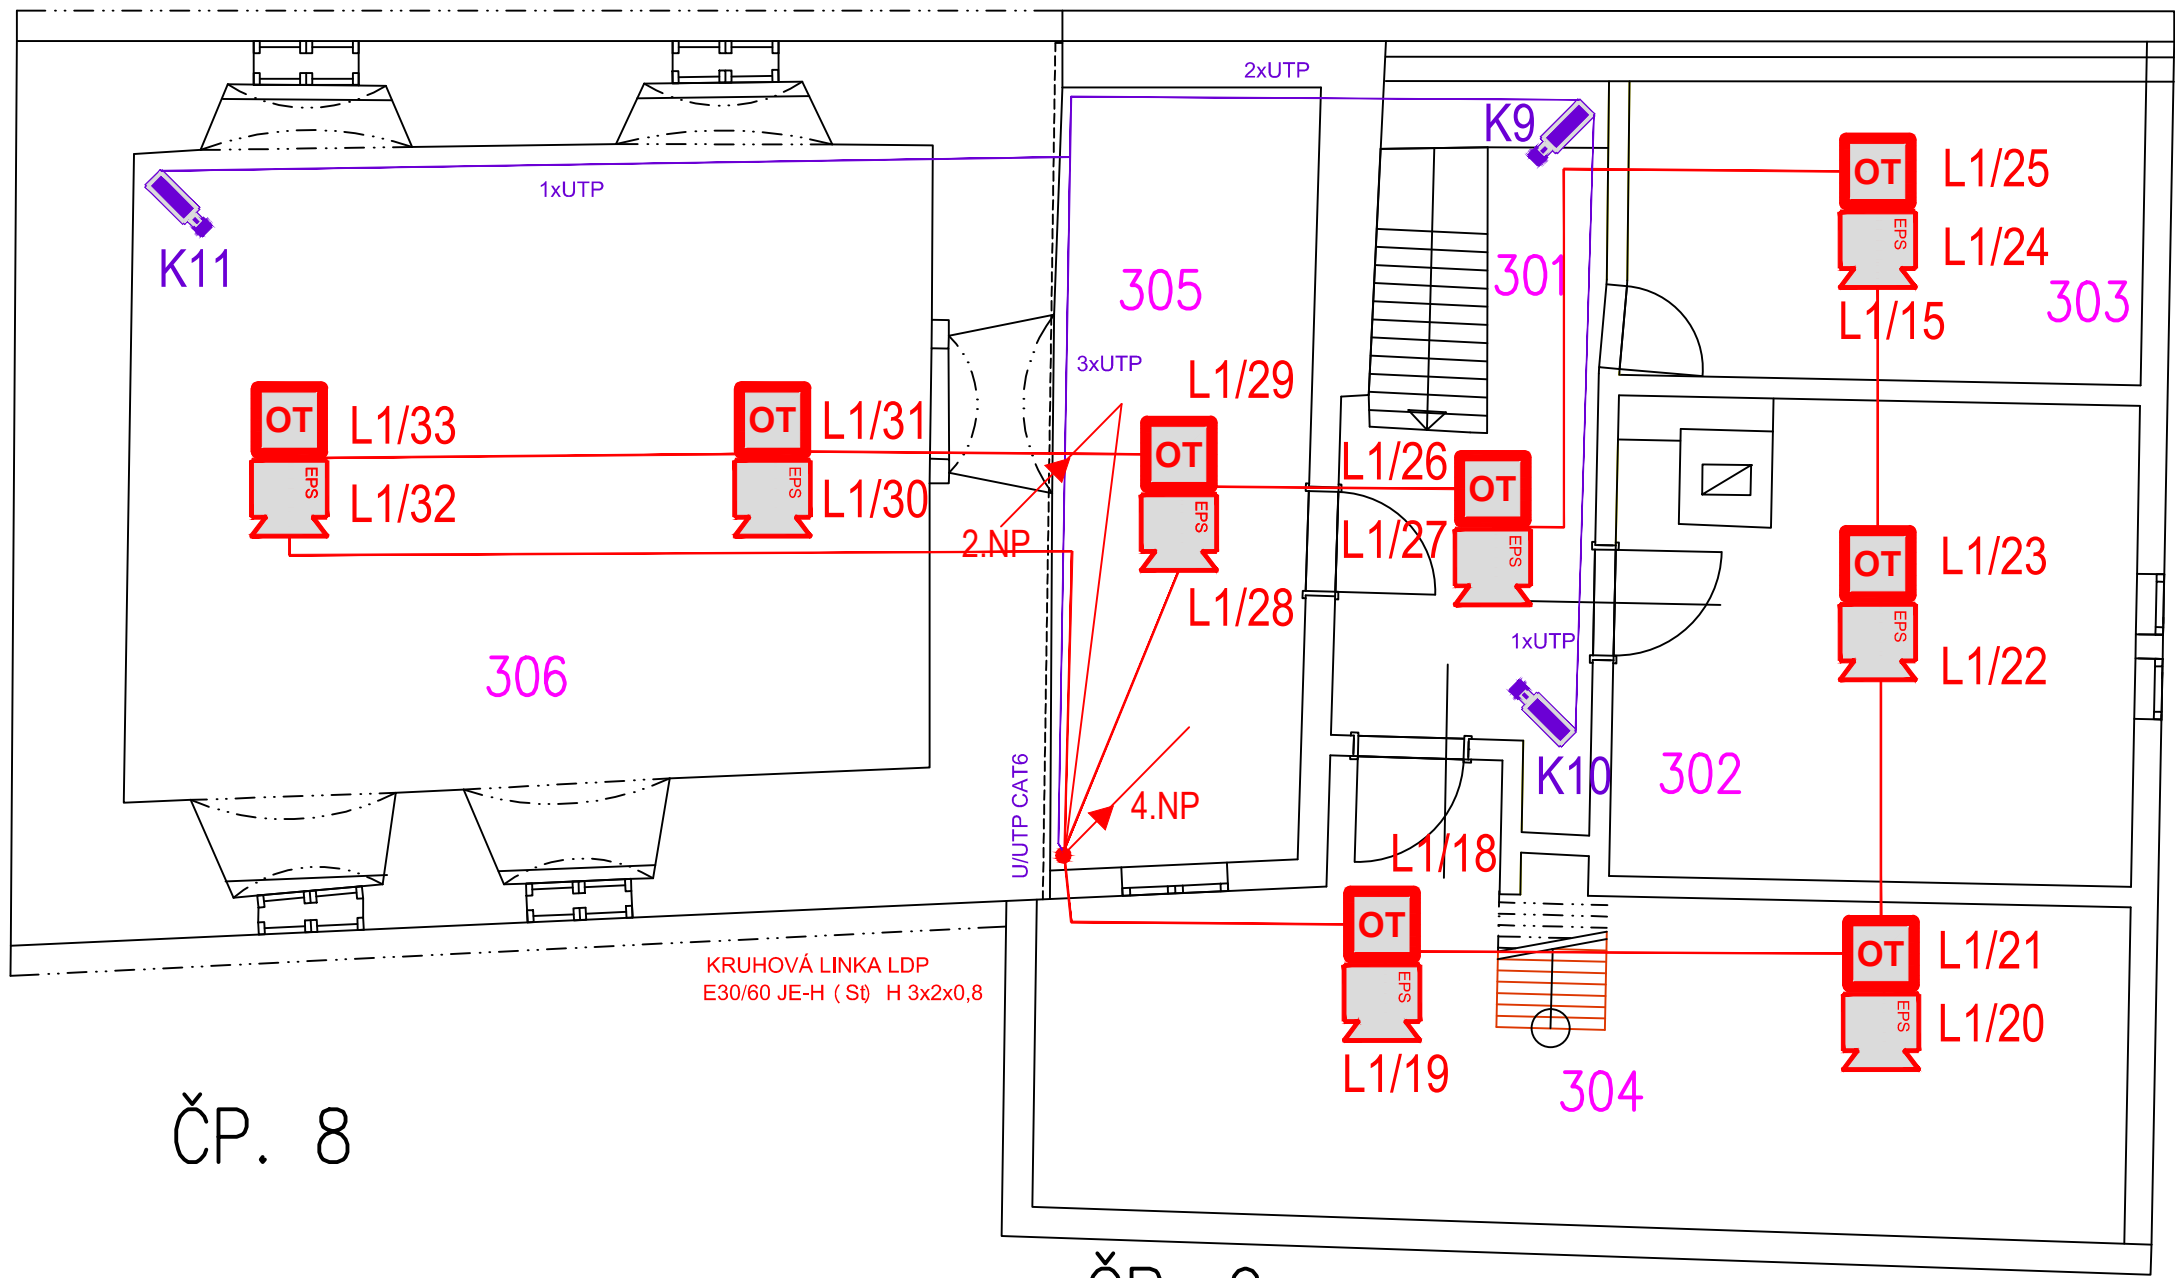 2xUTP
K9
1xUTP
K11
OT
EPS
L1/25
L1/24
L1/15
303
301
305
3xUTP
L1/29
OT
EPS
L1/28
OT
EPS
L1/33
L1/32
OT
EPS
L1/31
L1/30
2.NP
L1/26
L1/27
OT
EPS
OT
EPS
L1/23
L1/22
1xUTP
K10
302
306
U/UTP CAT6
4.NP
L1/18
OT
EPS
L1/19
OT
EPS
L1/21
L1/20
304
KRUHOVÁ LINKA LDP
E30/60 JE-H (St) H 3x2x0,8
ČP. 8